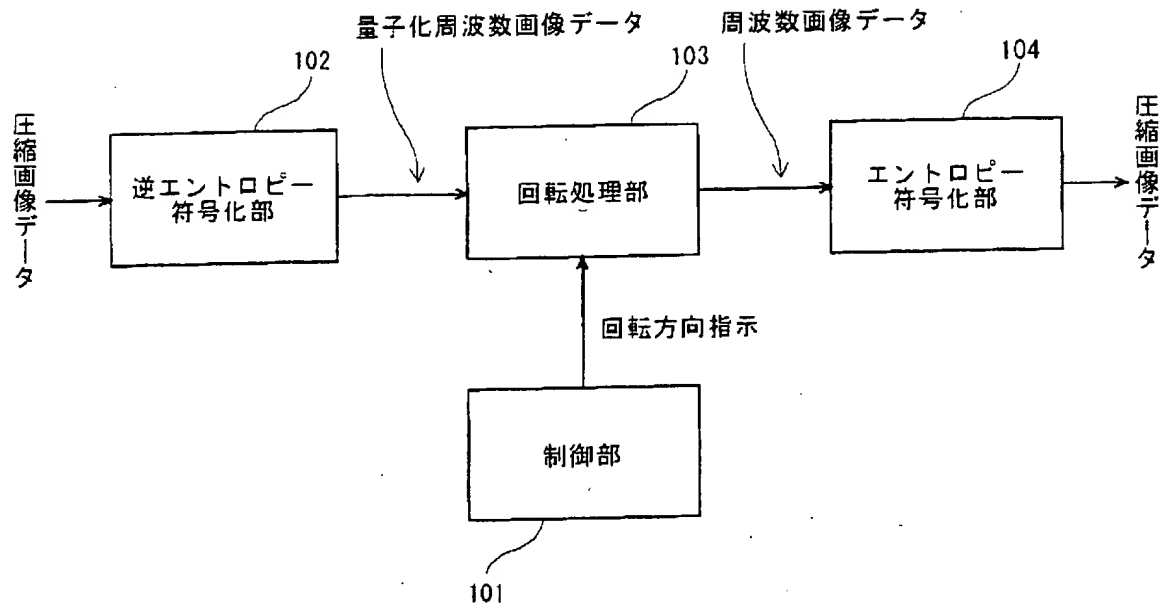 量子化周波数画像データ
周波数画像データ
102
103
104
圧縮画像データ
逆エントロピー
符号化部
回転処理部
エントロピー
符号化部
圧縮画像データ
回転方向指示
制御部
101